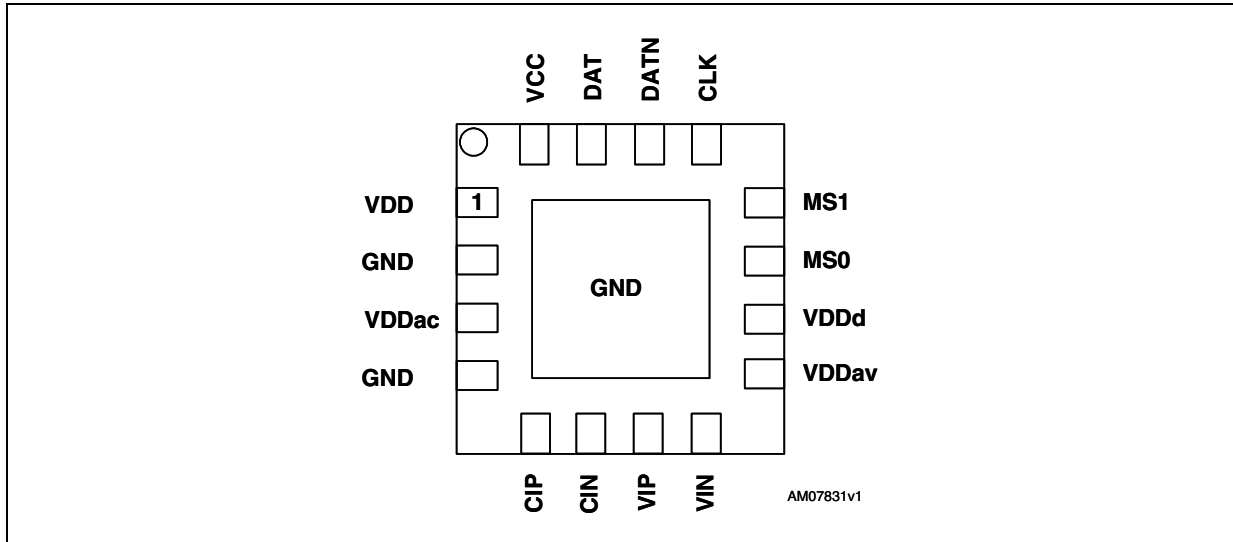 VCC
DAT
DATN
CLK
VDD
1
MS1
GND
MS0
GND
VDDac
VDDd
GND
VDDav
CIP
CIN
VIP
VIN
AM07831v1